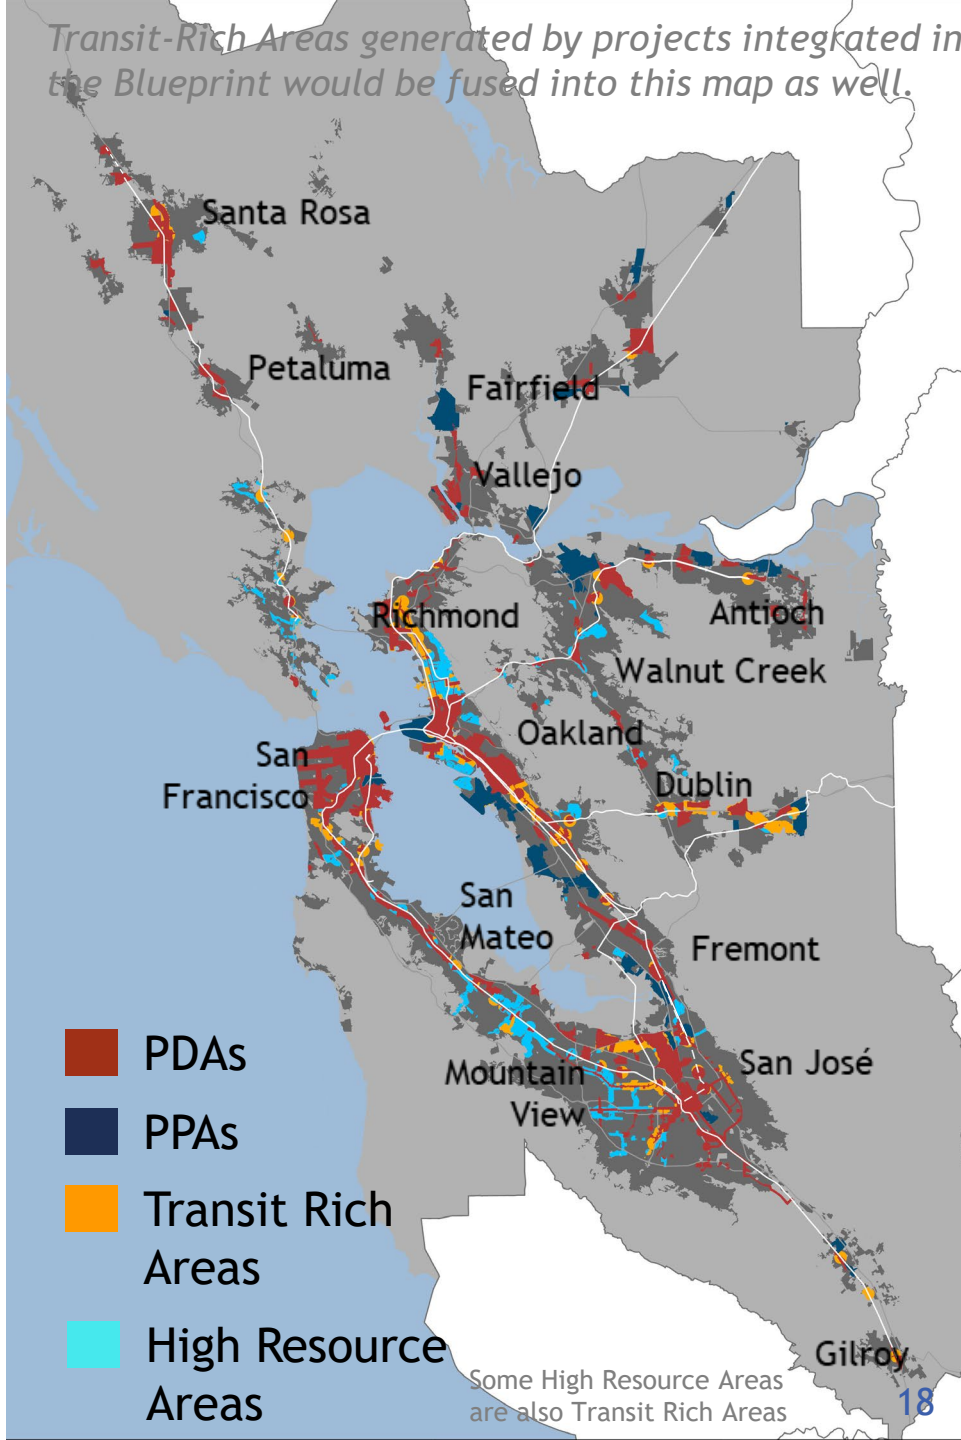 Transit-Rich Areas generated by projects integrated in
the Blueprint would be fused into this map as well.
Santa Rosa
Petaluma
Fairfield
Vallejo
Richmond
Antioch
Walnut Creek
Oakland
San
Francisco
Dublin
San
Mateo
Fremont
Mountain
View
San José
Gilroy
PDAs
PPAs
Transit Rich
Areas
High Resource
Areas
Some High Resource Areas
are also Transit Rich Areas
18